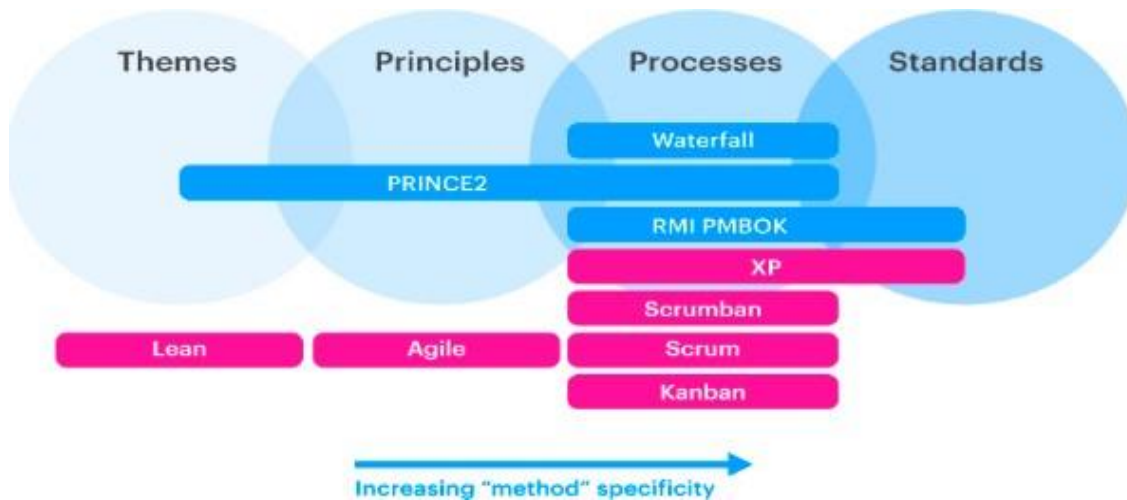 Themes Principles Processes Standards
Waterfall
PRINCE2
RMI PMBOK
XP
Scrumban
Lean Agile Scrum
Kanban
Increasing "method" specificity